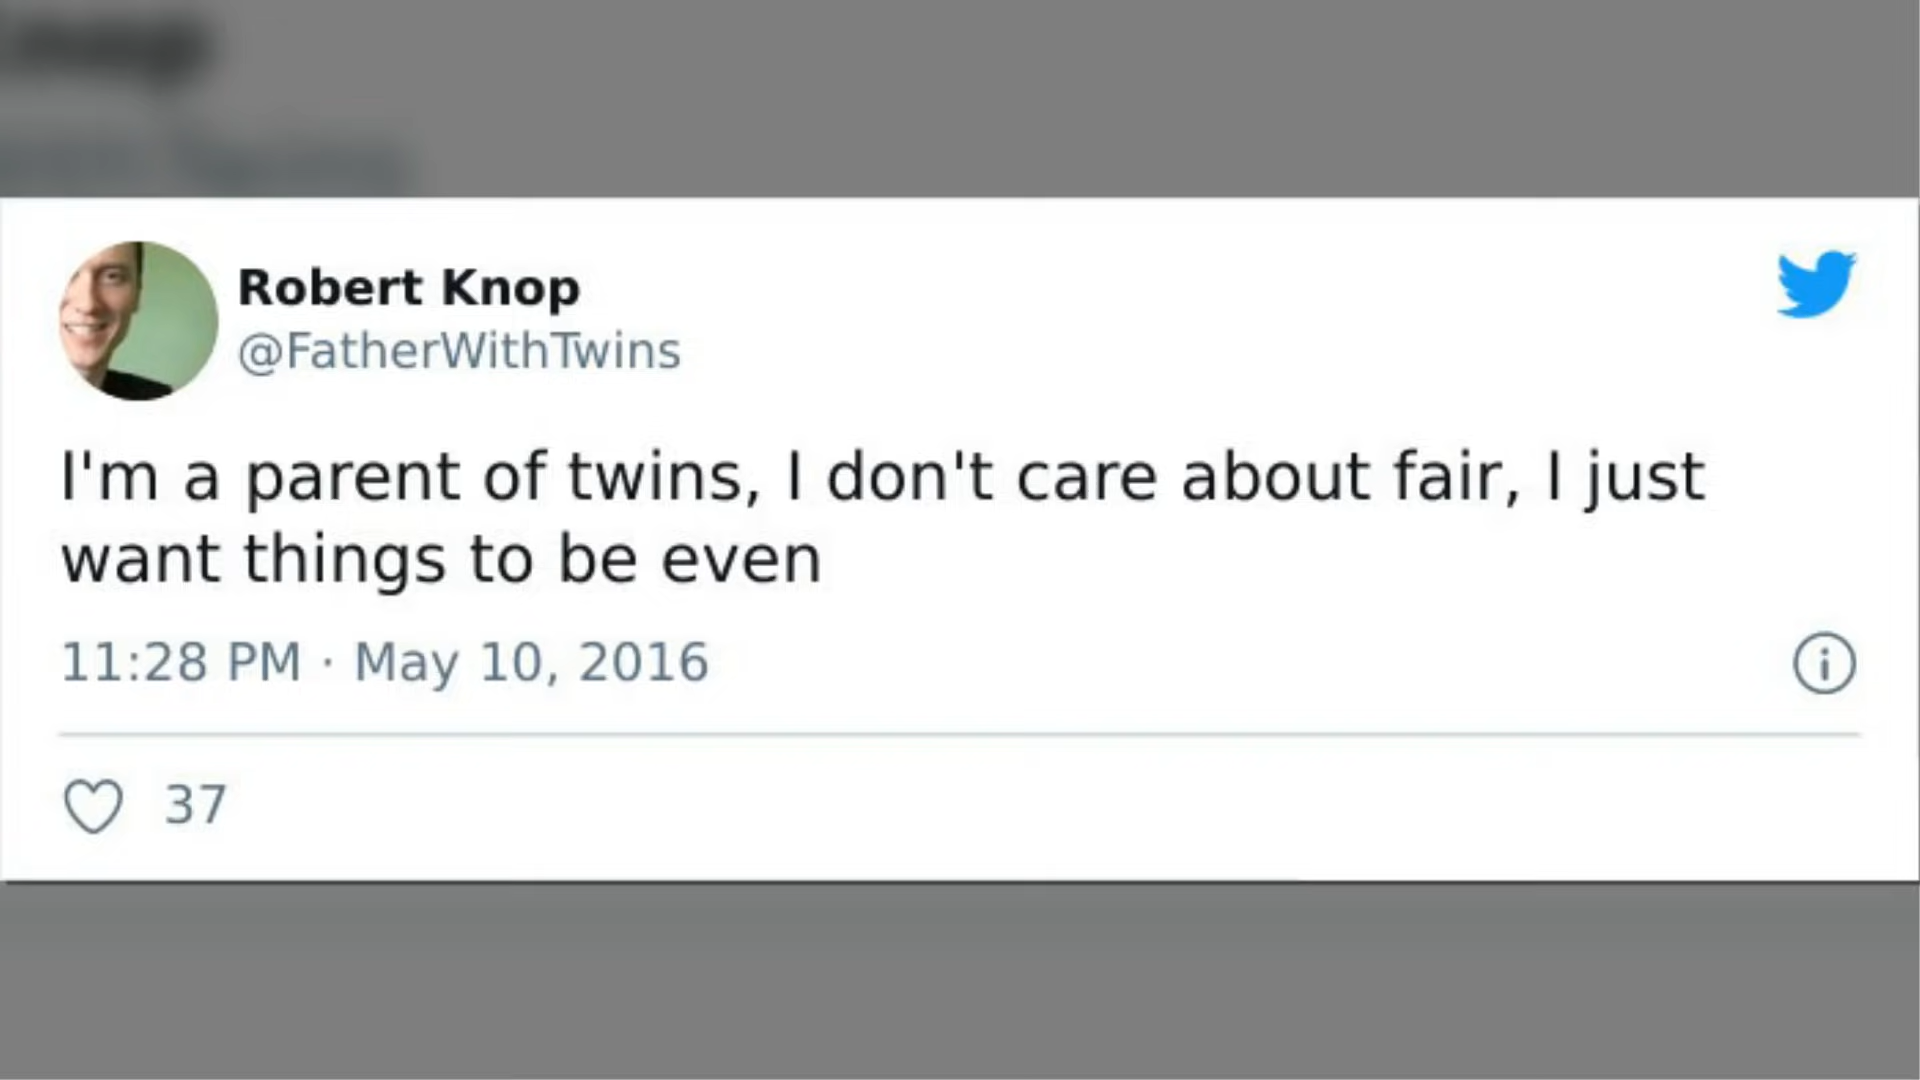 Robert Knop
@FatherWithTwins
I'm a parent of twins, I don't care about fair, I just
want things to be even
11:28 PM · May 10, 2016
37